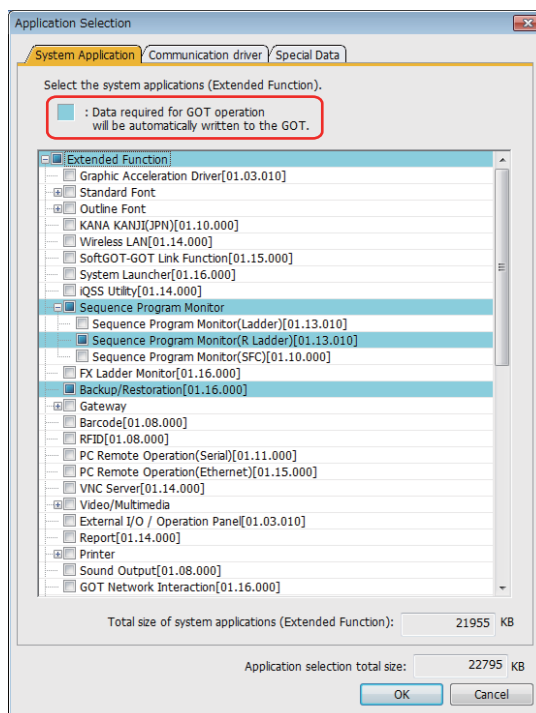 Application Selection
System Application Communication driver Special Data
Select the system applications (Extended Function).
: Data required for GOT operation
will be automatically written to the GOT.
Extended Function
Graphic Acceleration Driver[01.03.010]
Standard Font
Outline Font
KANA KANJI(JPN)[01.10.000]
Wireless LAN[01.14.000]
SoftGOT-GOT Link Function[01.15.000]
System Launcher[01.16.000]
iQSS Utility[01.14.000]
Sequence Program Monitor
Sequence Program Monitor(Ladder)[01.13.010]
Sequence Program Monitor(R Ladder)[01.13.010]
Sequence Program Monitor(SFC)[01.10.000]
FX Ladder Monitor[01.16.000]
Backup/Restoration[01.16.000]
Gateway
Barcode[01.08.000]
RFID[01.08.000]
PC Remote Operation(Serial)[01.11.000]
PC Remote Operation(Ethernet)[01.15.000]
VNC Server[01.14.000]
Video/Multimedia
External I/O / Operation Panel[01.03.010]
Report[01.14.000]
Printer
Sound Output[01.08.000]
GOT Network Interaction[01.16.000]
Total size of system applications (Extended Function): 21955 KB
Application selection total size: 22795 KB
OK Cancel